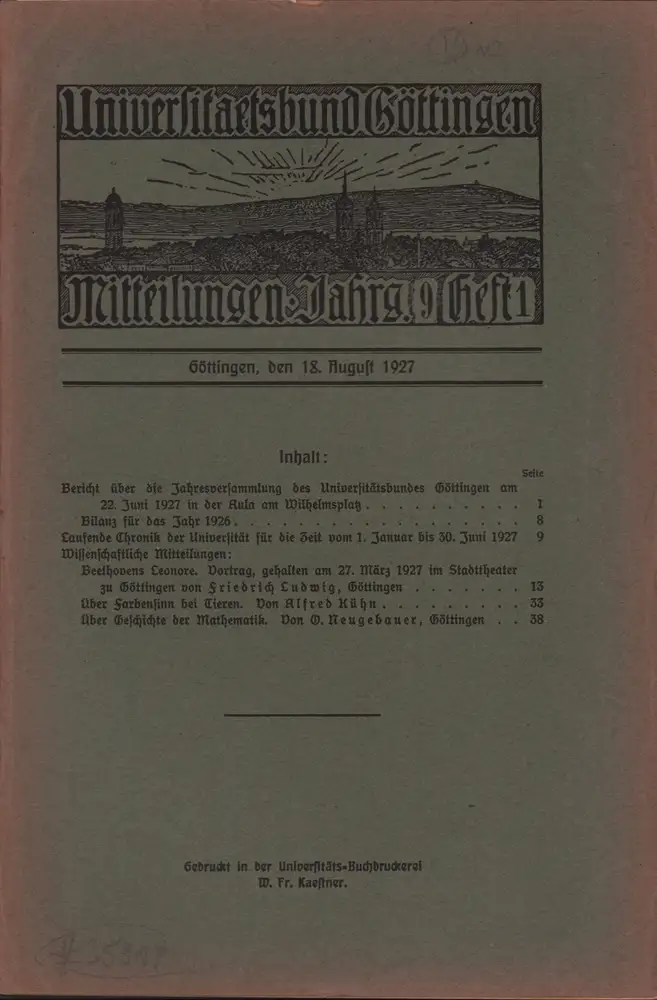 Universitaetsbund Göttingen
Mitteilungen · Jahrg. 9 Heft 1
Göttingen, den 18. August 1927
Inhalt:
Seite
Bericht über die Jahresversammlung des Universitätsbundes Göttingen am
22. Juni 1927 in der Aula am Wilhelmsplatz . . . . . . . . . . 1
Bilanz für das Jahr 1926 . . . . . . . . . . . . . . . . . . 8
Laufende Chronik der Universität für die Zeit vom 1. Januar bis 30. Juni 1927 9
Wissenschaftliche Mitteilungen:
Beethovens Leonore. Vortrag, gehalten am 27. März 1927 im Stadttheater
zu Göttingen von Friedrich Ludwig, Göttingen . . . . . . . 13
Über Farbensinn bei Tieren. Von Alfred Kühn . . . . . . . . . 33
Über Geschichte der Mathematik. Von O. Neugebauer, Göttingen . . 38
Gedruckt in der Universitäts-Buchdruckerei
W. Fr. Kaestner.